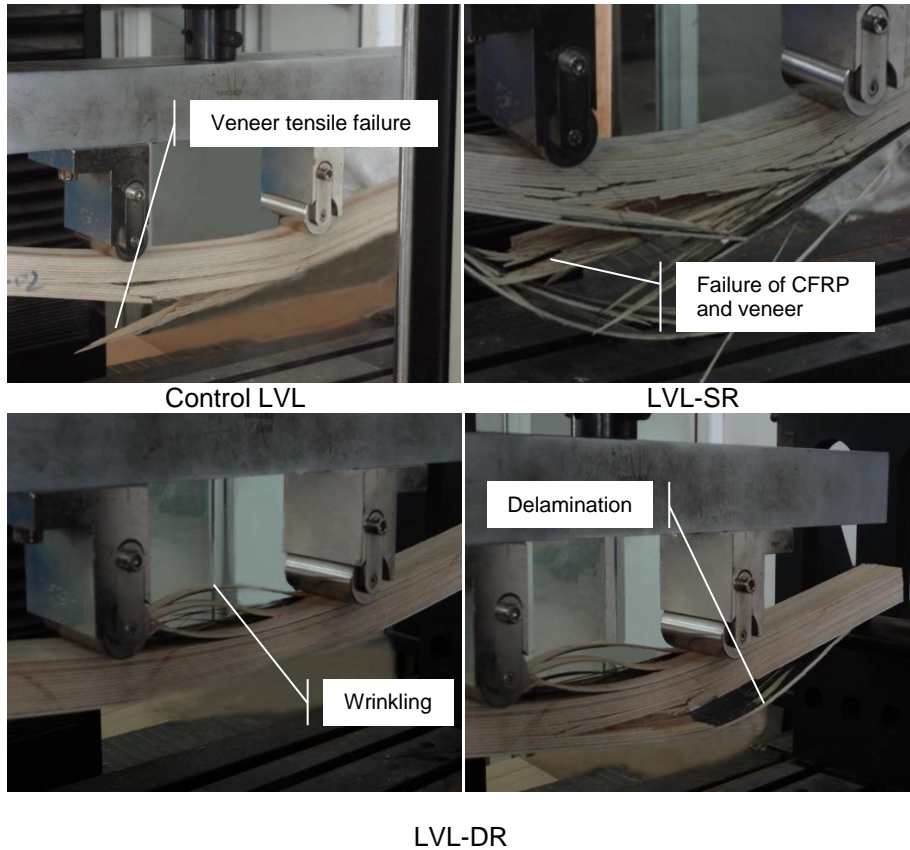 Veneer tensile failure
Failure of CFRP
and veneer
Control LVL
LVL-SR
Wrinkling
Delamination
LVL-DR